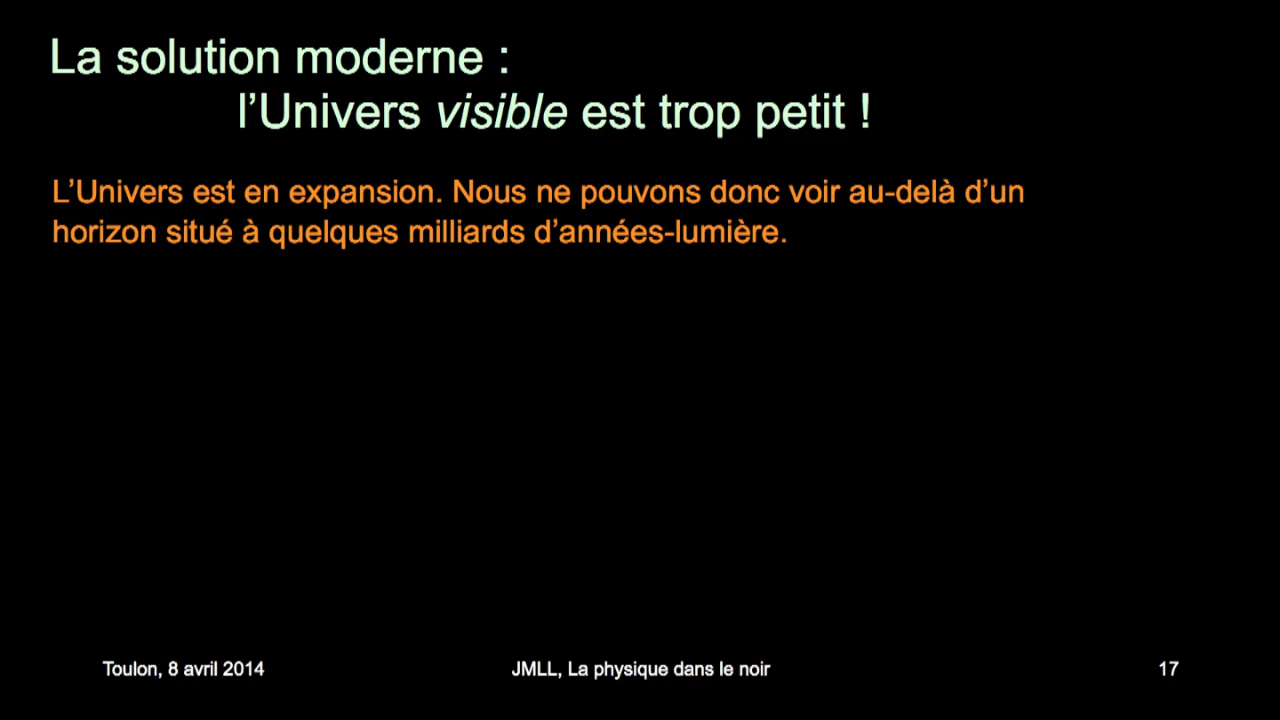 La solution moderne :
l’Univers visible est trop petit !
L’Univers est en expansion. Nous ne pouvons donc voir au-delà d’un
horizon situé à quelques milliards d’années-lumière.
Toulon, 8 avril 2014 JMLL, La physique dans le noir 17